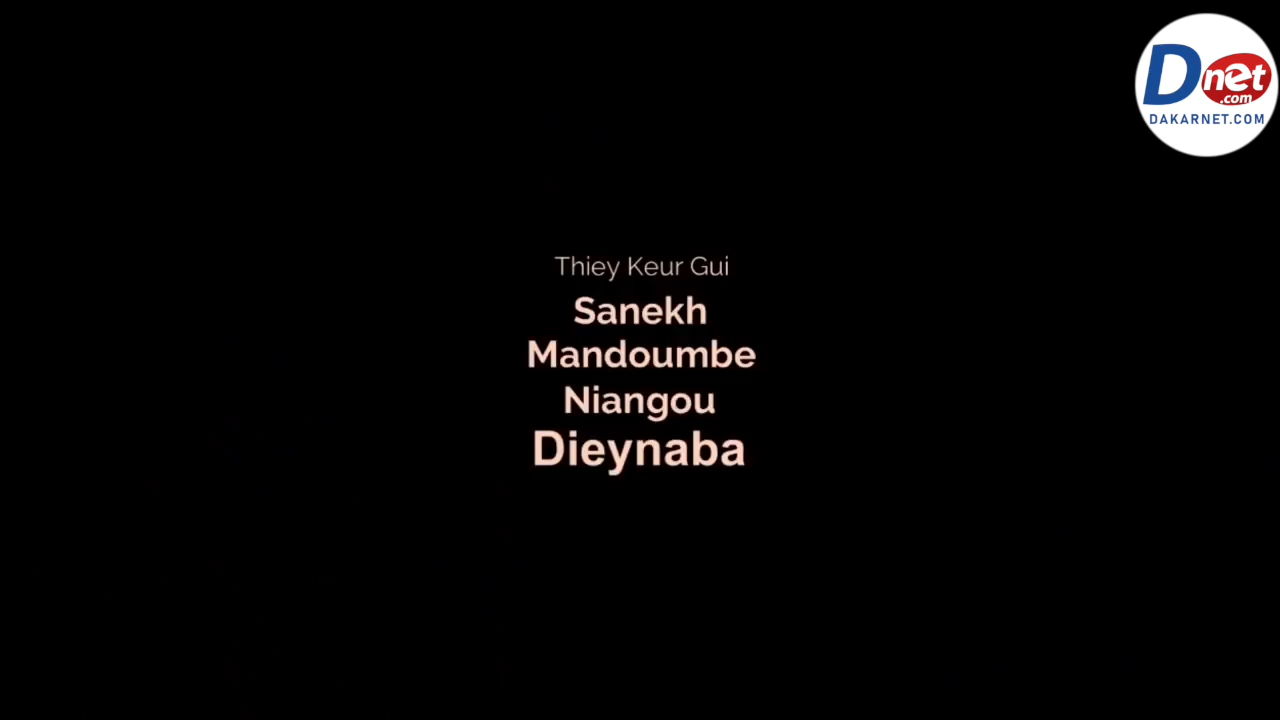 Dnet
.com
DAKARNET.COM
Thiey Keur Gui
Sanekh
Mandoumbe
Niangou
Dieynaba